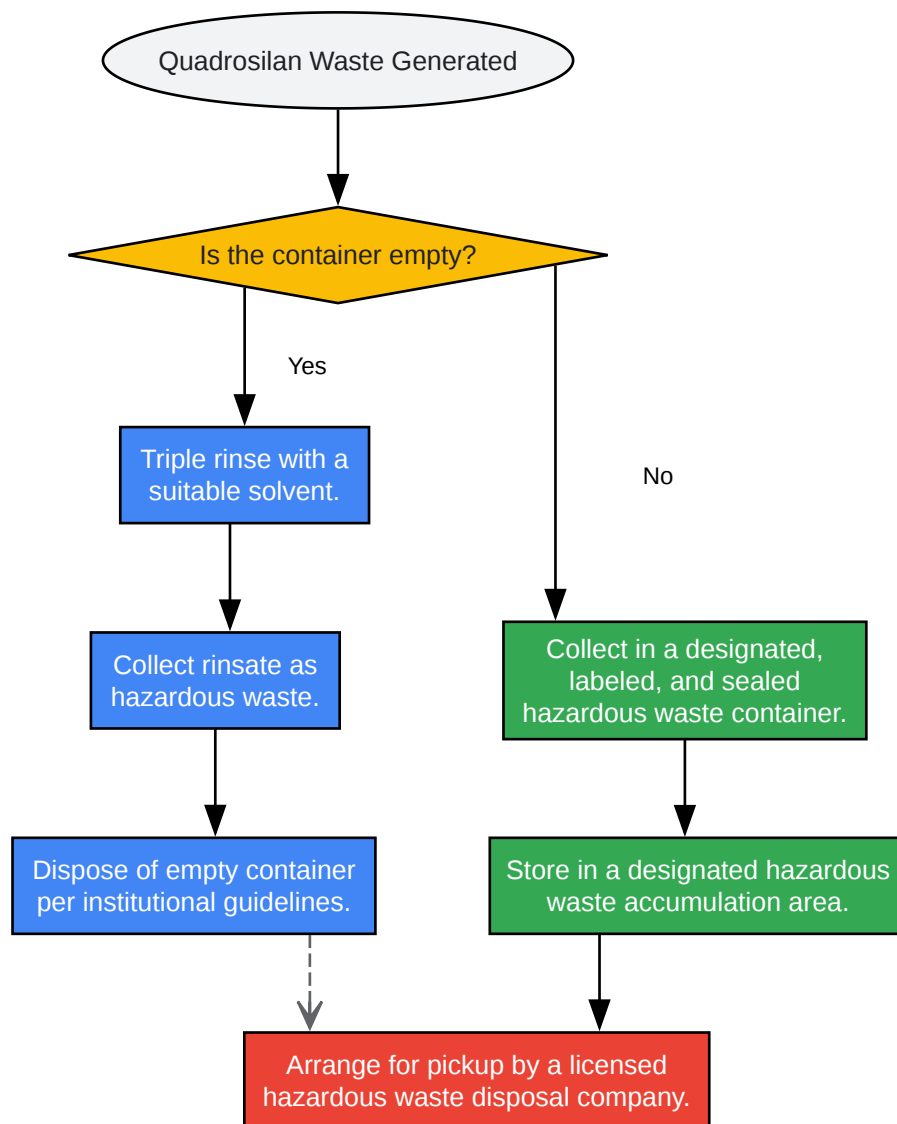 Quadrosilan Waste Generated
Is the container empty?
Yes
Triple rinse with a
suitable solvent.
No
Collect rinsate as
hazardous waste.
Collect in a designated,
labeled, and sealed
hazardous waste container.
Dispose of empty container
per institutional guidelines.
Store in a designated hazardous
waste accumulation area.
Arrange for pickup by a licensed
hazardous waste disposal company.